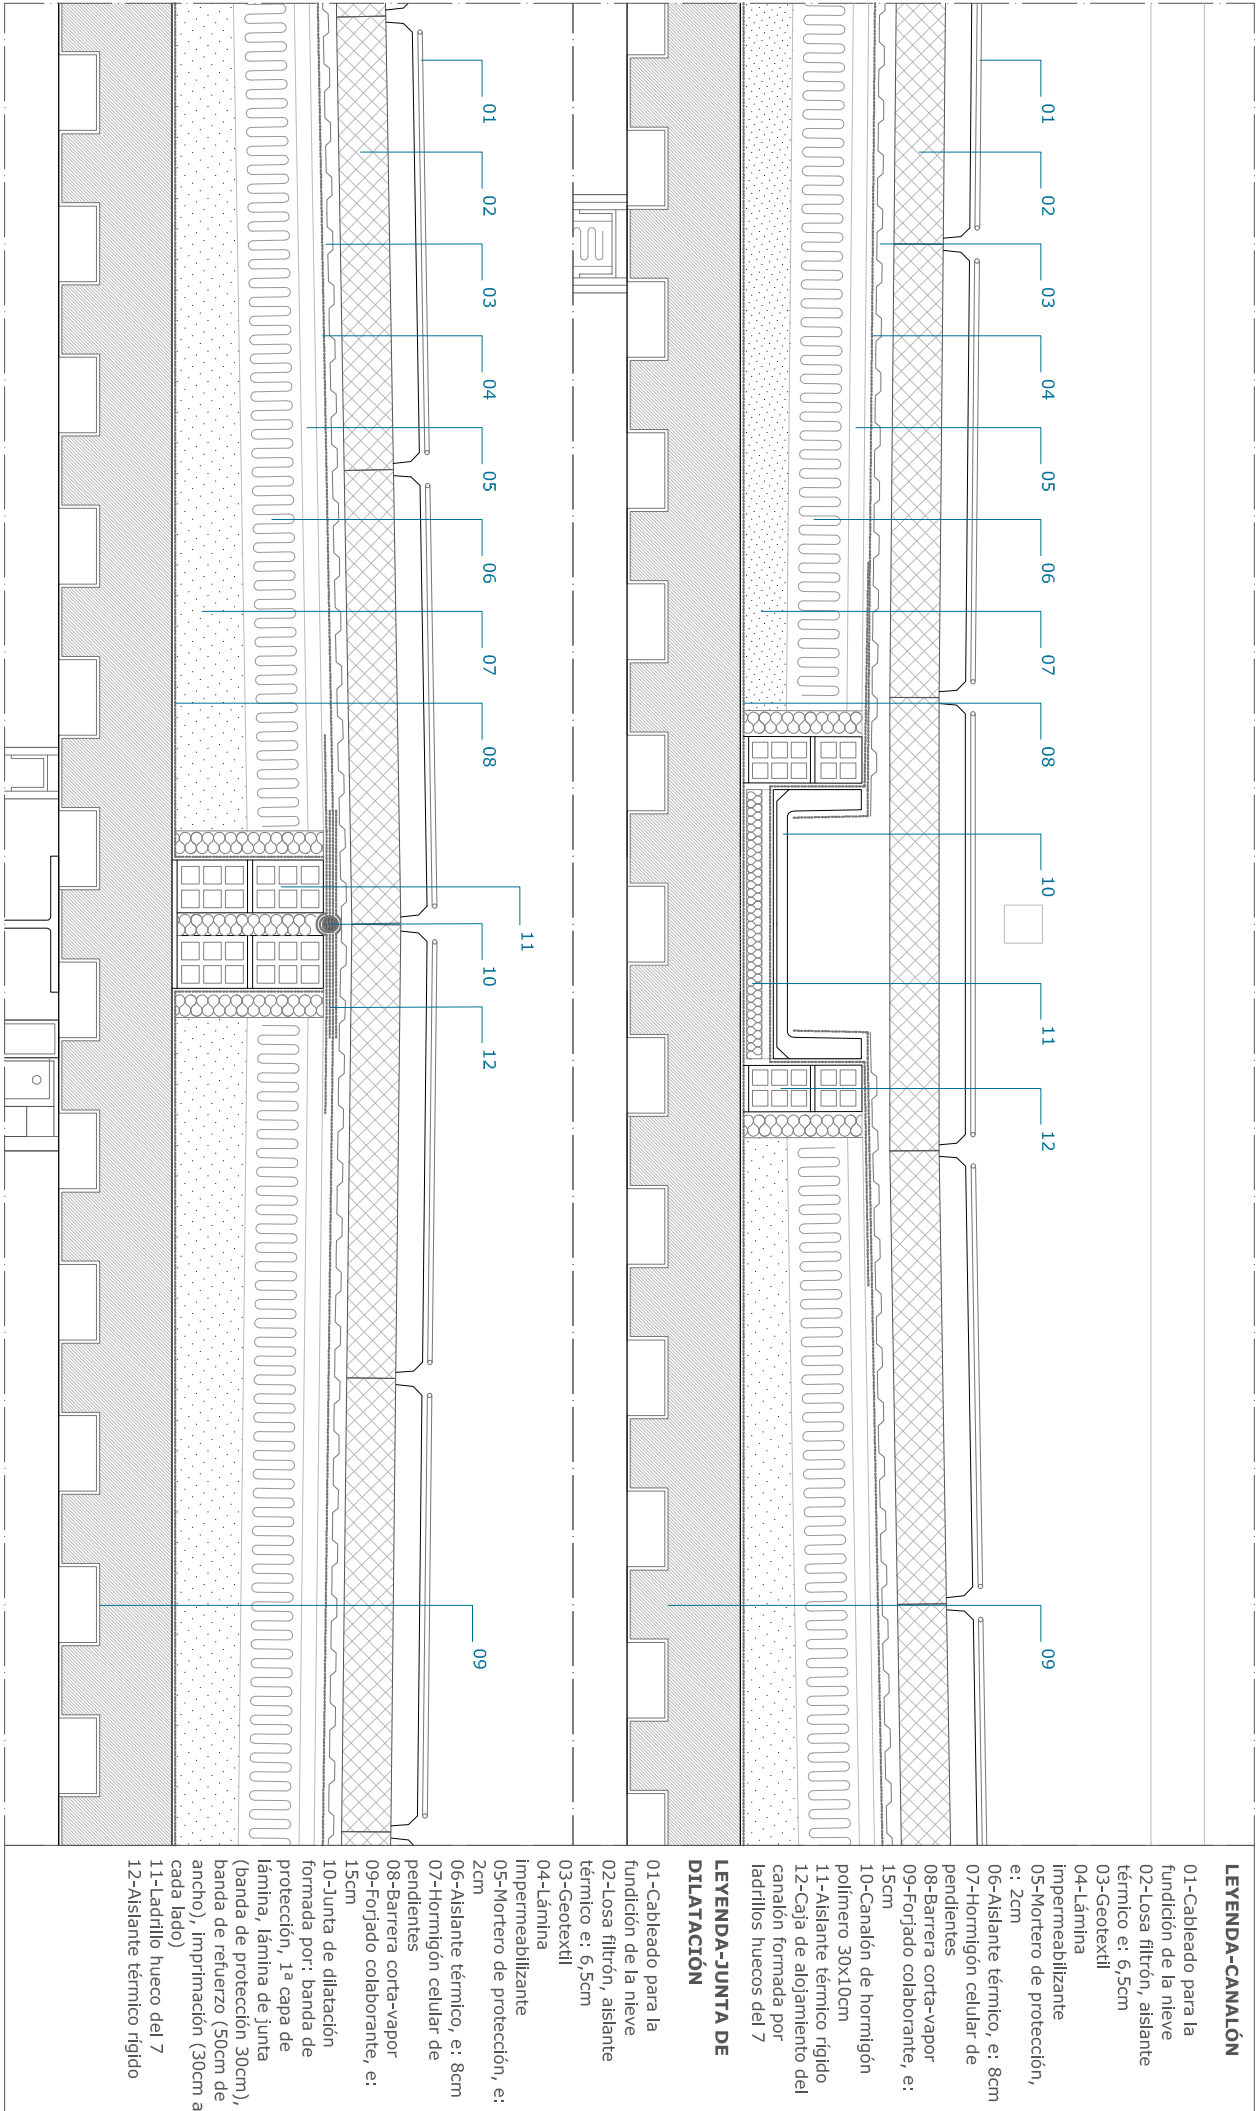 01
02
03
04
05
06
07
08
10
11
12
09
LEYENDA-CANALÓN
01-Cableado para la
fundición de la nieve
02-Losa filtrón, aislante
térmico e: 6,5cm
03-Geotextil
04-Lámina
impermeabilizante
05-Mortero de protección,
e: 2cm
06-Aislante térmico, e: 8cm
07-Hormigón celular de
pendientes
08-Barrera corta-vapor
09-Forjado colaborante, e:
15cm
10-Canalón de hormigón
polímero 30x10cm
11-Aislante térmico rígido
12-Caja de alojamiento del
canalón formada por
ladrillos huecos del 7
01
02
03
04
05
06
07
08
11
10
12
09
LEYENDA-JUNTA DE
DILATACIÓN
01-Cableado para la
fundición de la nieve
02-Losa filtrón, aislante
térmico e: 6,5cm
03-Geotextil
04-Lámina
impermeabilizante
05-Mortero de protección, e:
2cm
06-Aislante térmico, e: 8cm
07-Hormigón celular de
pendientes
08-Barrera corta-vapor
09-Forjado colaborante, e:
15cm
10-Junta de dilatación
formada por: banda de
protección, 1ª capa de
lámina, lámina de junta
(banda de protección 30cm),
banda de refuerzo (50cm de
ancho), imprimación (30cm a
cada lado)
11-Ladrillo hueco del 7
12-Aislante térmico rígido